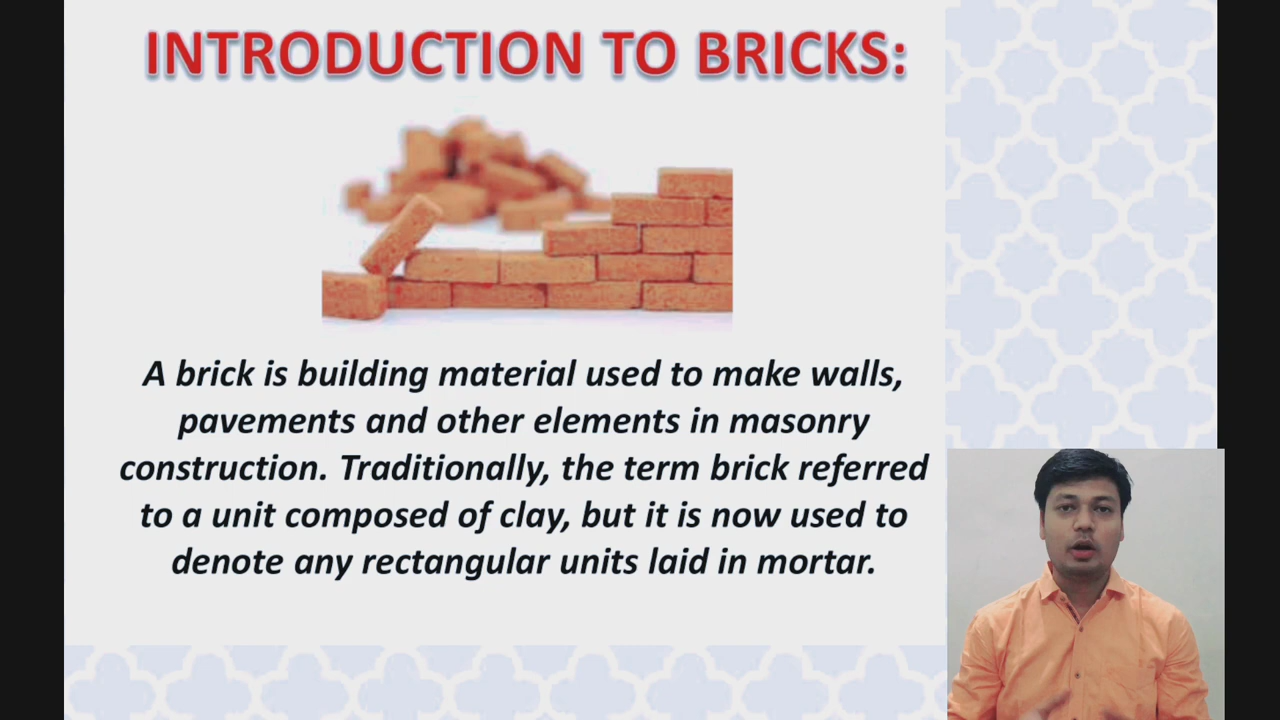 INTRODUCTION TO BRICKS:
A brick is building material used to make walls,
pavements and other elements in masonry
construction. Traditionally, the term brick referred
to a unit composed of clay, but it is now used to
denote any rectangular units laid in mortar.